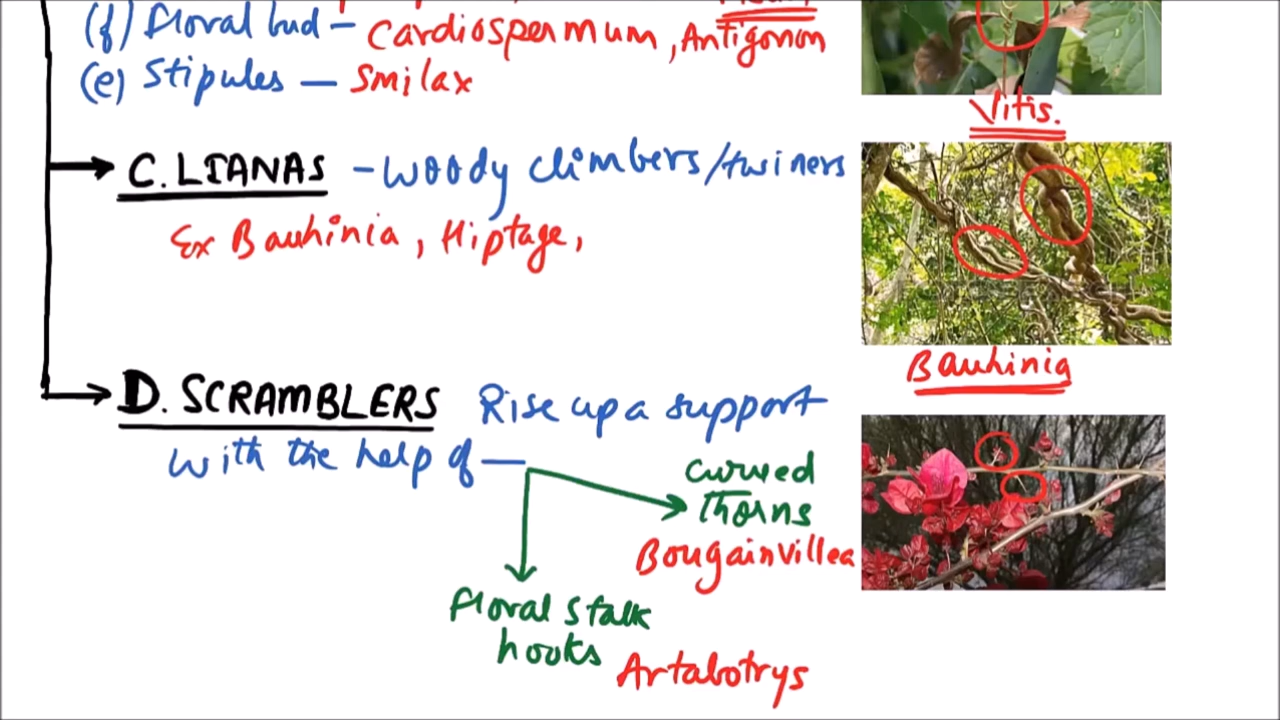 (f) Floral bud – Cardiospermum, Antigonon
(e) Stipules – Smilax
Vitis.
C. LIANAS – Woody climbers/twiners
Ex Bauhinia, Hiptage,
Bauhinia
D. SCRAMBLERS Rise up a support
with the help of –
curved
Thorns
Bougainvillea
Floral Stalk
hooks
Artabotrys